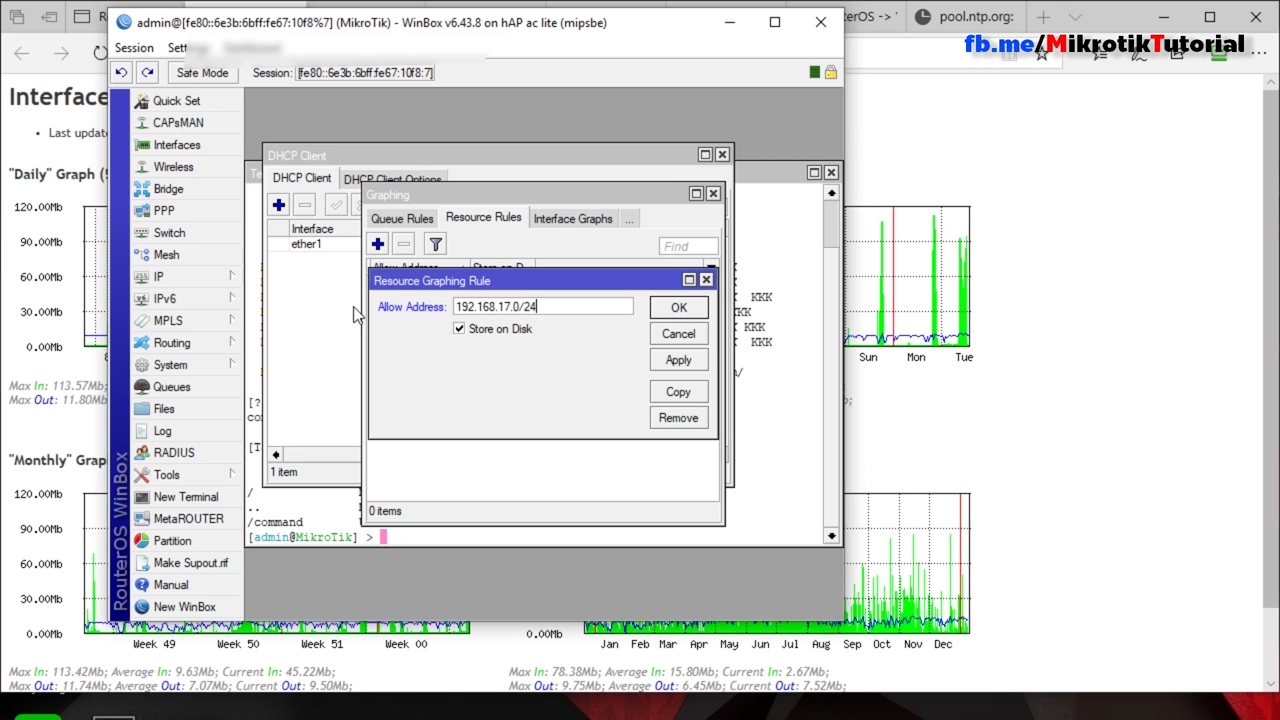 admin@[fe80::6e3b:6bff:fe67:10f8%7] (MikroTik) - WinBox v6.43.8 on hAP ac lite (mipsbe)
pool.ntp.org:
fb.me/MikrotikTutorial
Session
Safe Mode
Session:
[fe80::6e3b:6bff:fe67:10f8:7]
Interface
Last update
"Daily" Graph (
120.00Mb
90.00Mb
60.00Mb
30.00Mb
0.00Mb
Max In: 113.57Mb;
Max Out: 11.80Mb;
"Monthly" Grap
120.00Mb
90.00Mb
60.00Mb
30.00Mb
0.00Mb
RouterOS WinBox
Quick Set
CAPsMAN
Interfaces
Wireless
Bridge
PPP
Switch
Mesh
IP
IPv6
MPLS
Routing
System
Queues
Files
Log
RADIUS
Tools
New Terminal
MetaROUTER
Partition
Make Supout.rif
Manual
New WinBox
DHCP Client
DHCP Client
DHCP Client Options
Interface
ether1
1 item
Graphing
Queue Rules
Resource Rules
Interface Graphs
...
Find
Resource Graphing Rule
Allow Address:
192.168.17.0/24
Store on Disk
OK
Cancel
Apply
Copy
Remove
0 items
KKK
KKK
KKK
KKK
/
..
/command
[admin@MikroTik] >
Sun Mon Tue
Week 49 Week 50 Week 51 Week 00
0.00Mb
Jan Feb Mar Apr May Jun Jul Aug Sep Oct Nov Dec
Max In: 113.42Mb; Average In: 9.63Mb; Current In: 45.22Mb;
Max Out: 11.74Mb; Average Out: 7.07Mb; Current Out: 9.50Mb;
Max In: 78.38Mb; Average In: 15.80Mb; Current In: 2.67Mb;
Max Out: 9.75Mb; Average Out: 6.45Mb; Current Out: 7.52Mb;